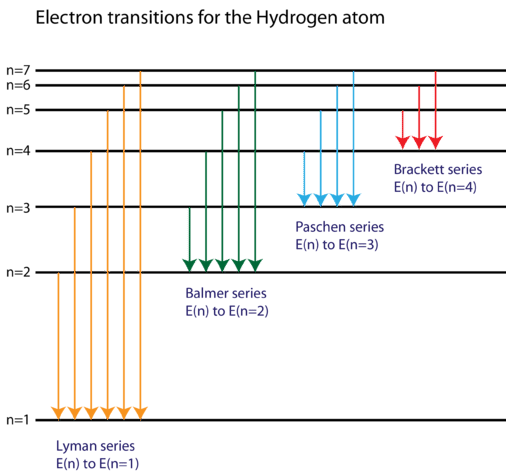 Electron transitions for the Hydrogen atom
n=7
n=6
n=5
n=4
Brackett series
E(n) to E(n=4)
n=3
Paschen series
E(n) to E(n=3)
n=2
Balmer series
E(n) to E(n=2)
n=1
Lyman series
E(n) to E(n=1)